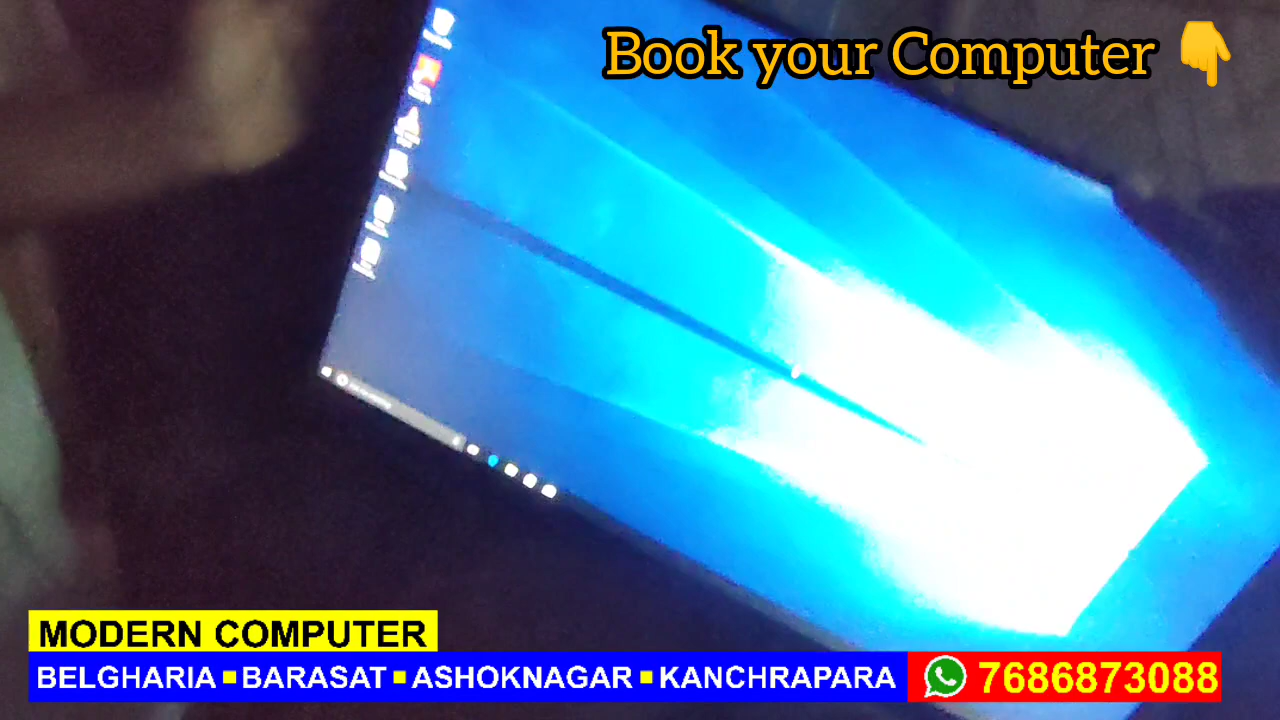 Book your Computer 👇
MODERN COMPUTER
BELGHARIA ▪ BARASAT ▪ ASHOKNAGAR ▪ KANCHRAPARA 7686873088